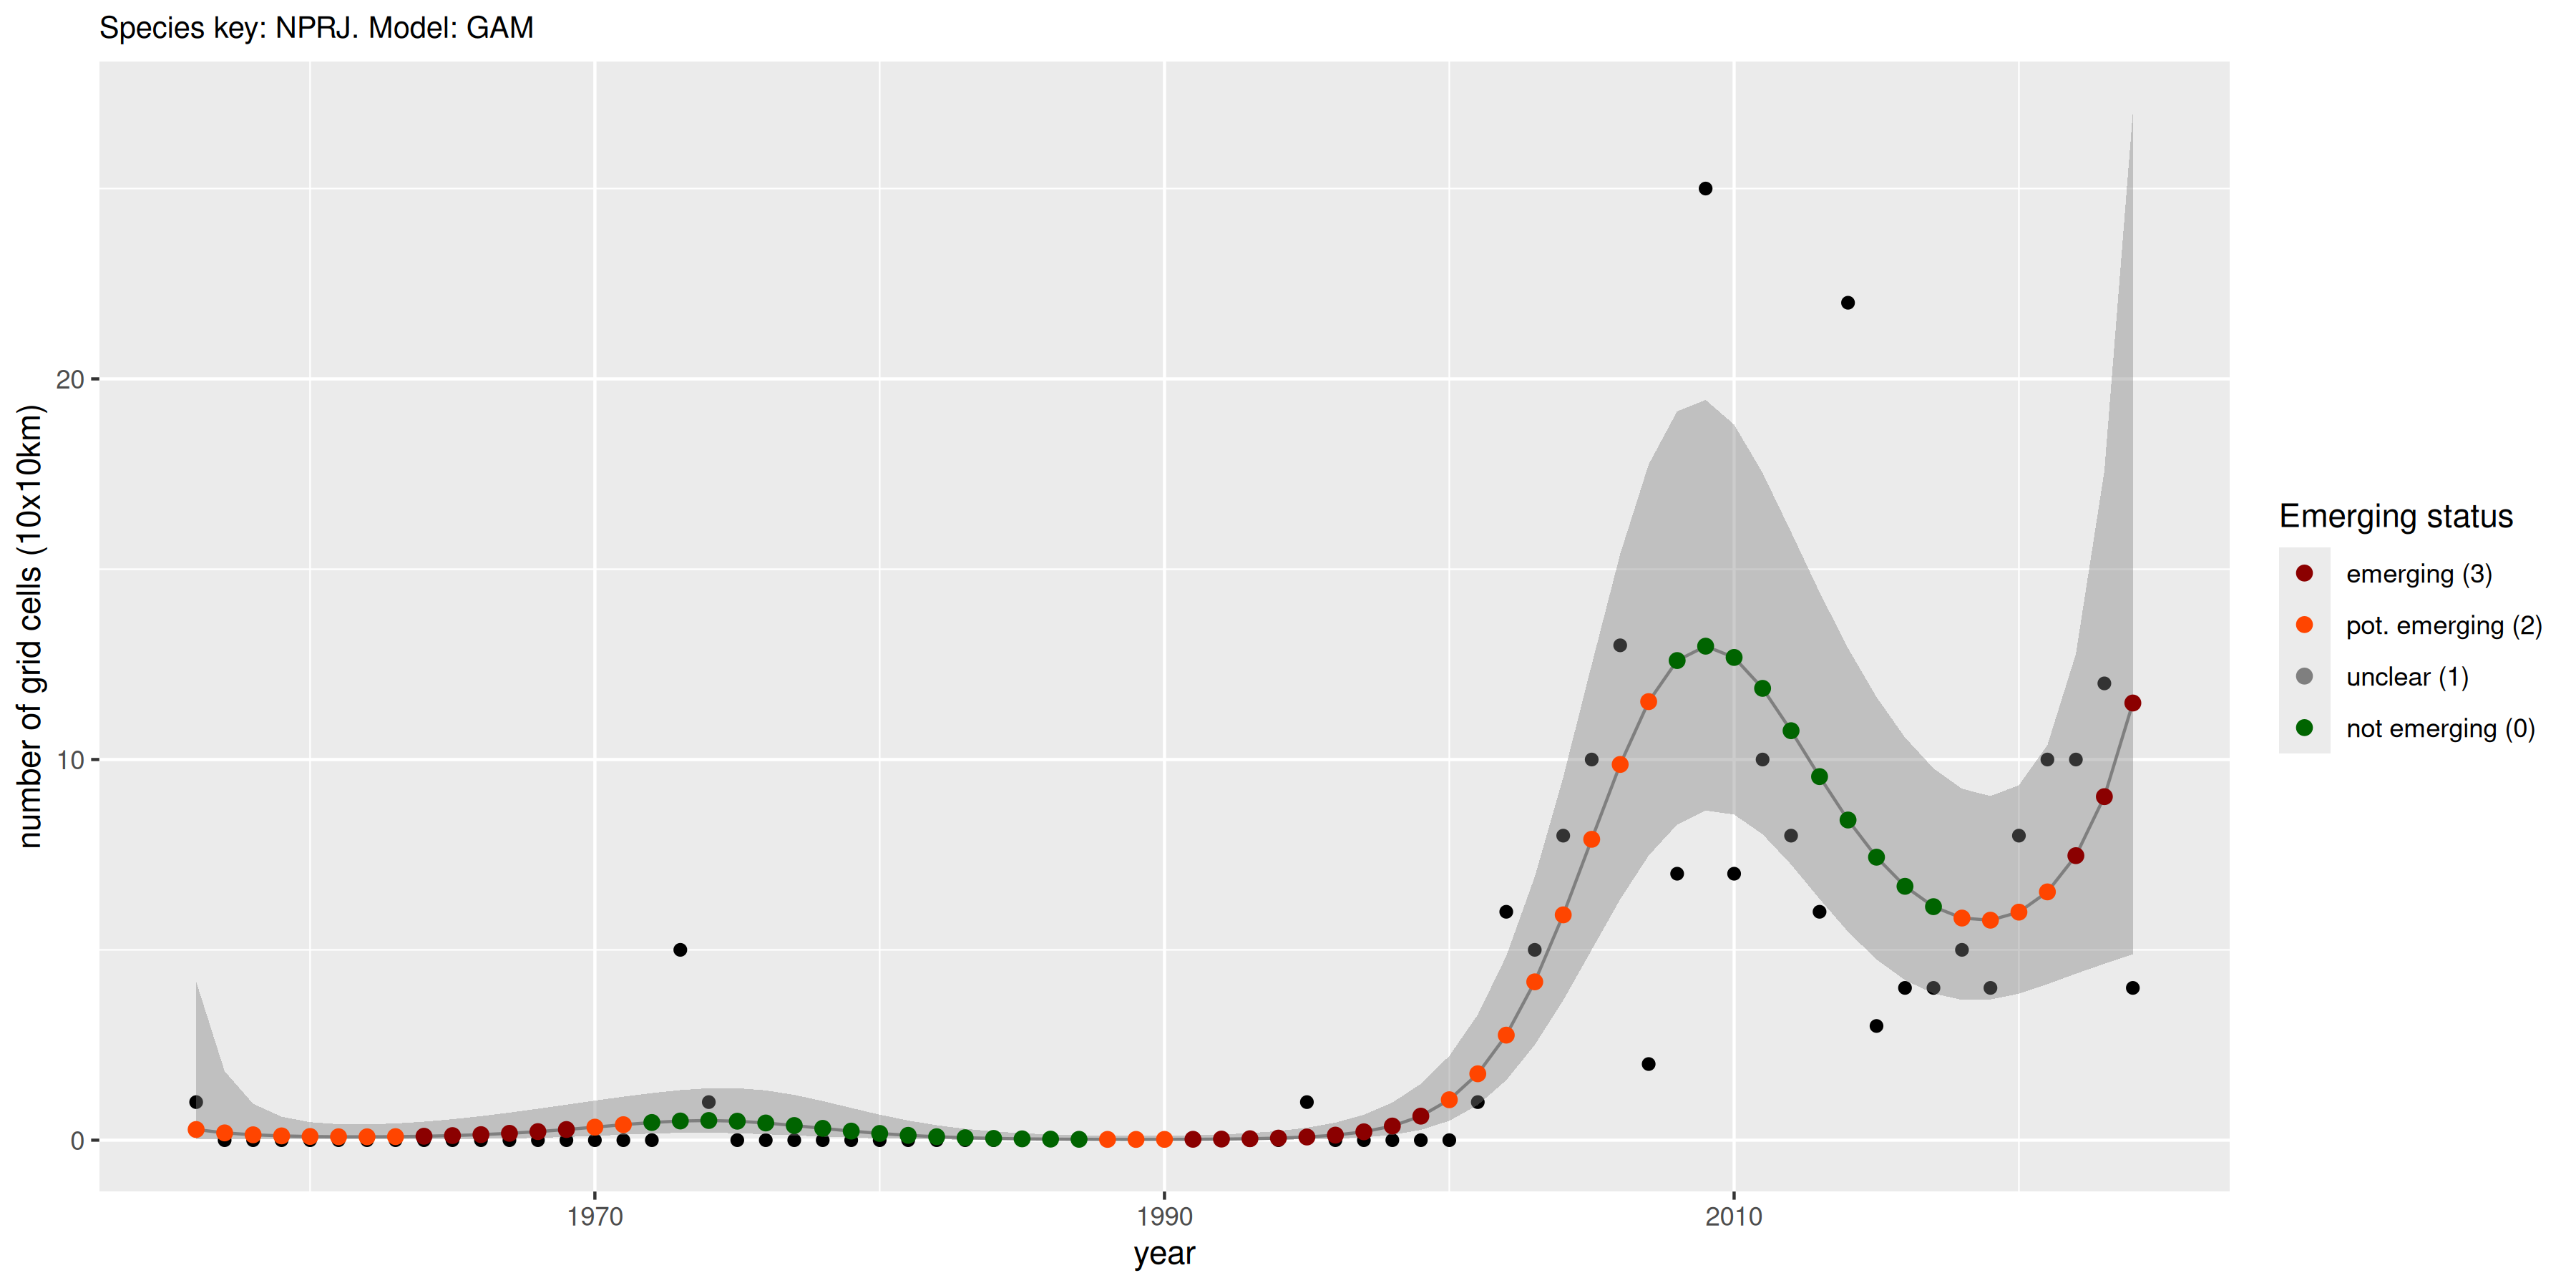 Species key: NPRJ. Model: GAM
number of grid cells (10x10km)
20
10
0
1970
1990
2010
year
Emerging status
emerging (3)
pot. emerging (2)
unclear (1)
not emerging (0)